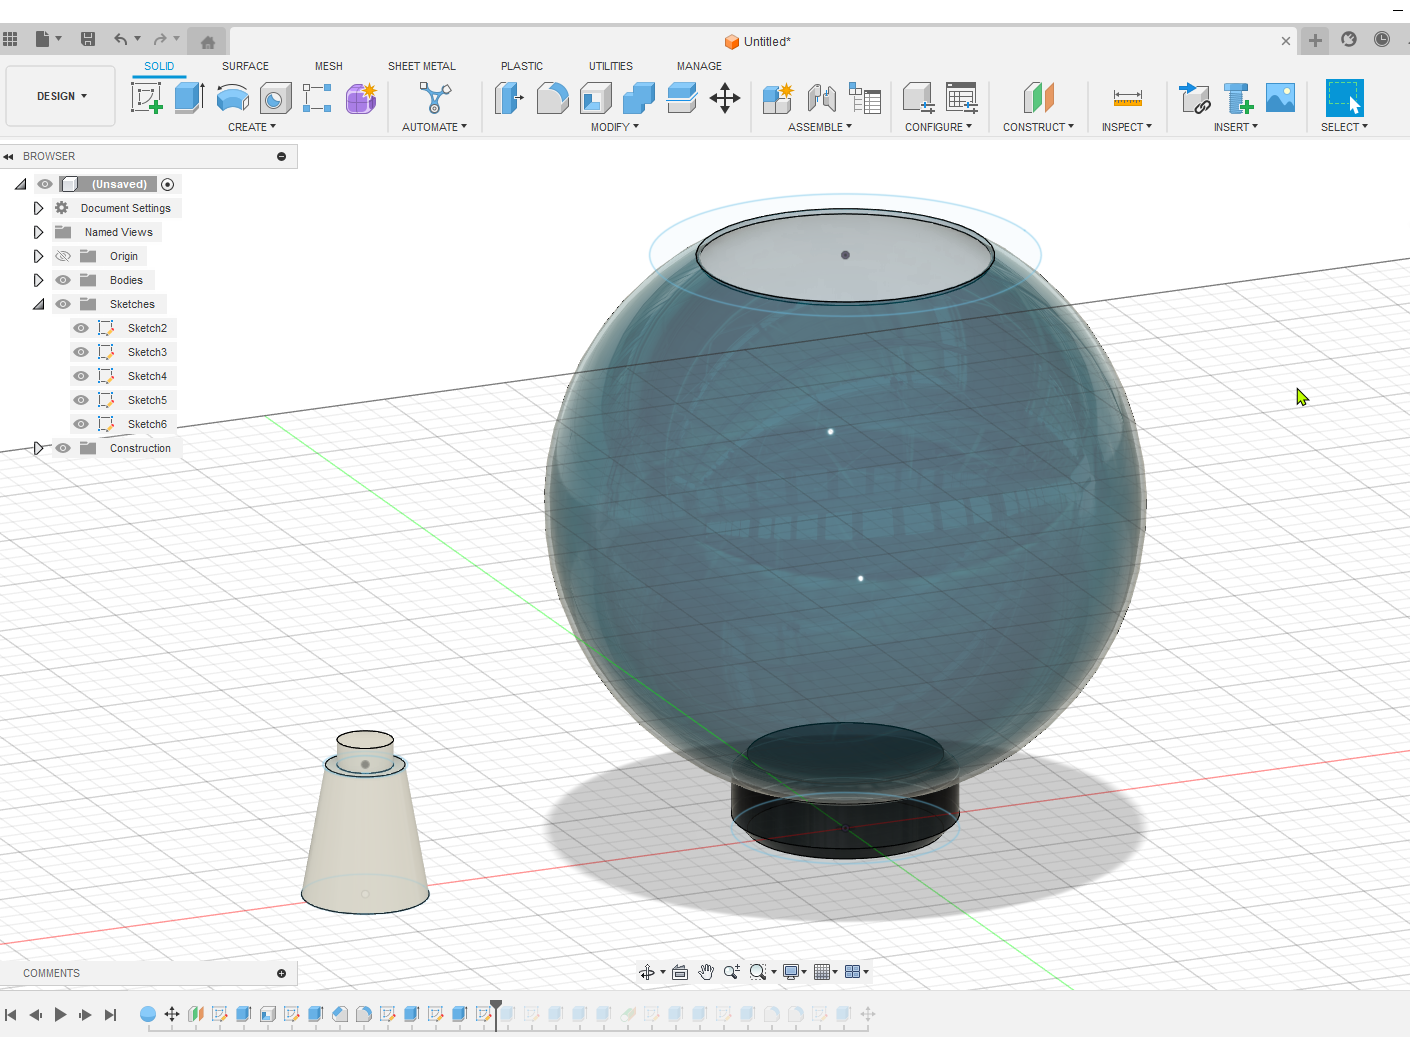 Untitled*
DESIGN
SOLID
SURFACE
MESH
SHEET METAL
PLASTIC
UTILITIES
MANAGE
CREATE
AUTOMATE
MODIFY
ASSEMBLE
CONFIGURE
CONSTRUCT
INSPECT
INSERT
SELECT
BROWSER
(Unsaved)
Document Settings
Named Views
Origin
Bodies
Sketches
Sketch2
Sketch3
Sketch4
Sketch5
Sketch6
Construction
COMMENTS